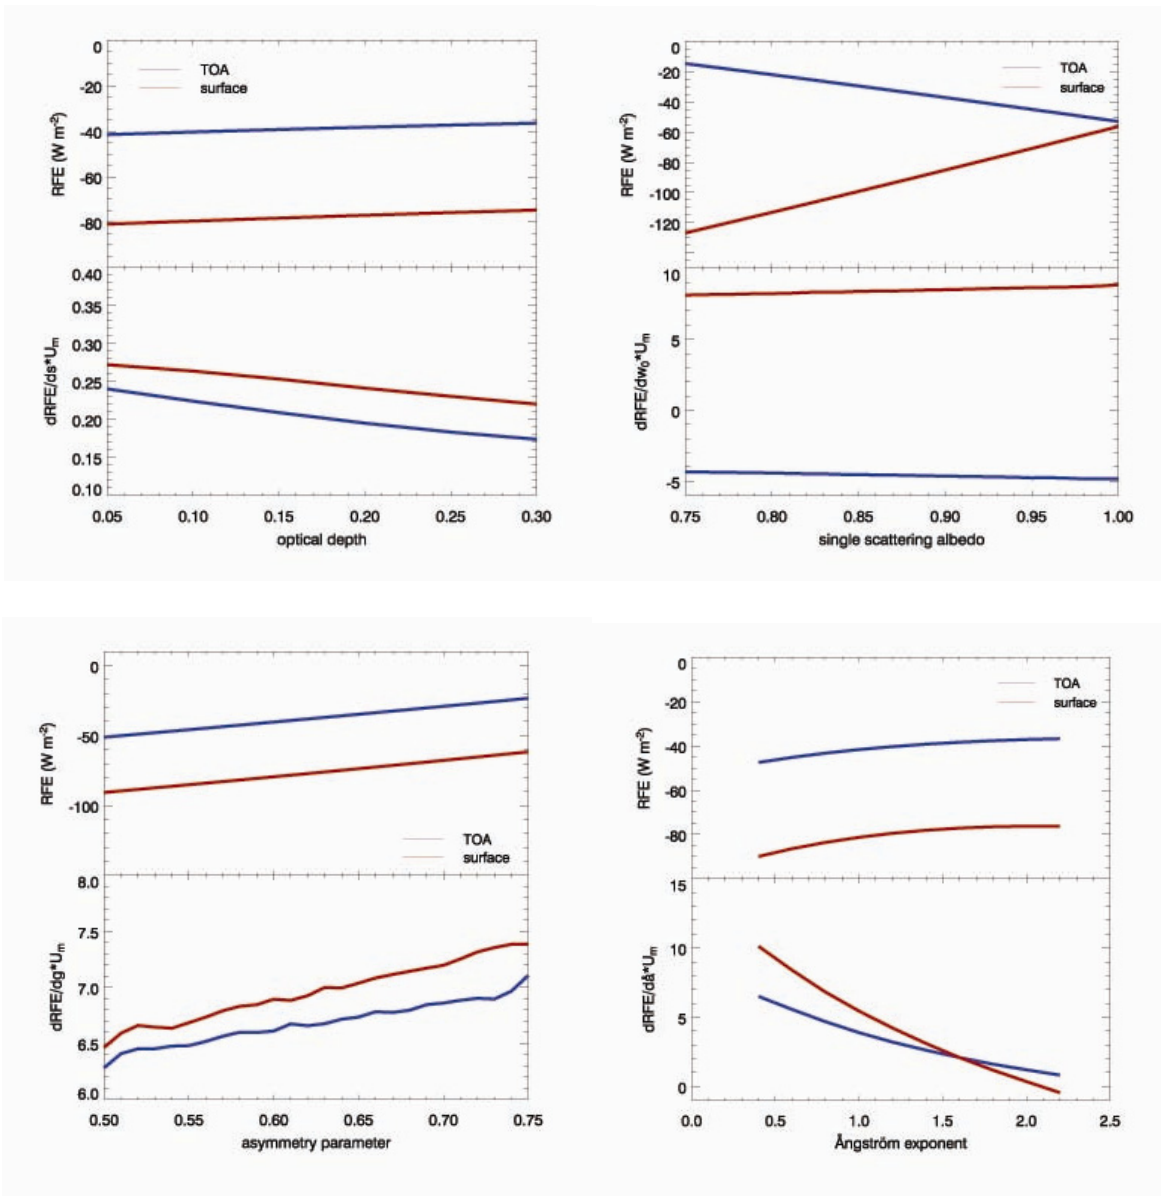 0
-20
-40
-60
-80
RFE (W m⁻²)
TOA
surface
0.40
0.35
0.30
0.25
0.20
0.15
0.10
dRFE/ds*Uₘ
0.05 0.10 0.15 0.20 0.25 0.30
optical depth
0
-20
-40
-60
-80
-100
-120
RFE (W m⁻²)
TOA
surface
10
5
0
-5
dRFE/dw₀*Uₘ
0.75 0.80 0.85 0.90 0.95 1.00
single scattering albedo
0
-50
-100
RFE (W m⁻²)
TOA
surface
8.0
7.5
7.0
6.5
6.0
dRFE/dg*Uₘ
0.50 0.55 0.60 0.65 0.70 0.75
asymmetry parameter
0
-20
-40
-60
-80
RFE (W m⁻²)
TOA
surface
15
10
5
0
dRFE/då*Uₘ
0.0 0.5 1.0 1.5 2.0 2.5
Ångström exponent